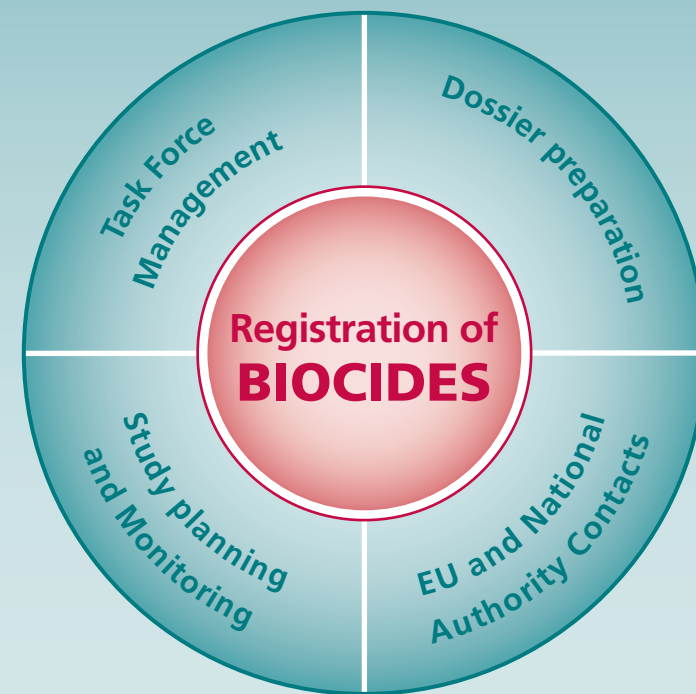 Task Force
Management
Dossier preparation
Registration of
BIOCIDES
Study planning
and Monitoring
EU and National
Authority Contacts